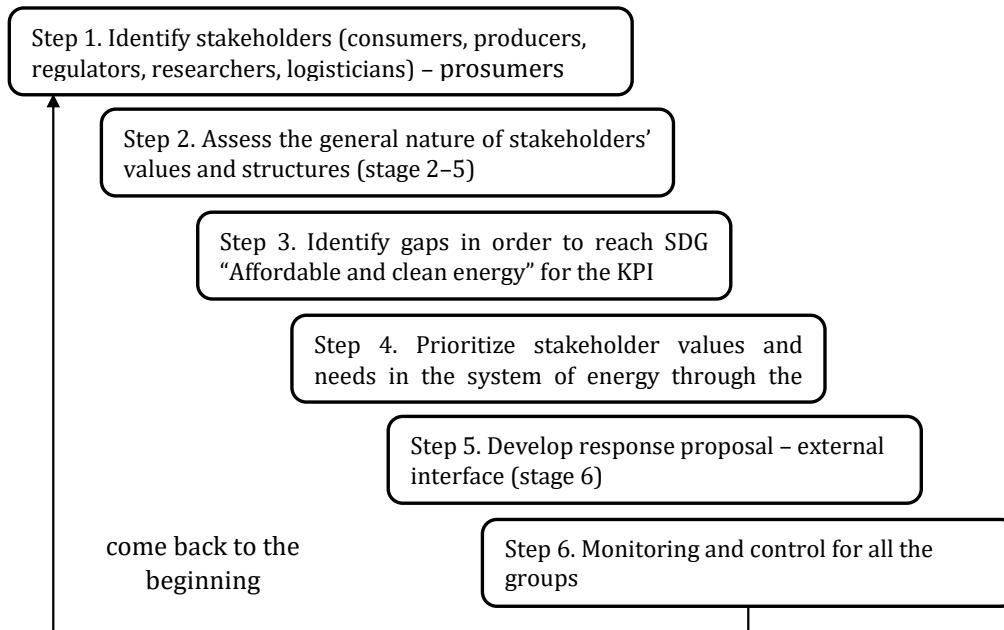 Step 1. Identify stakeholders (consumers, producers,
regulators, researchers, logisticians) – prosumers
Step 2. Assess the general nature of stakeholders’
values and structures (stage 2–5)
Step 3. Identify gaps in order to reach SDG
“Affordable and clean energy” for the KPI
Step 4. Prioritize stakeholder values and
needs in the system of energy through the
Step 5. Develop response proposal – external
interface (stage 6)
Step 6. Monitoring and control for all the
groups
come back to the
beginning